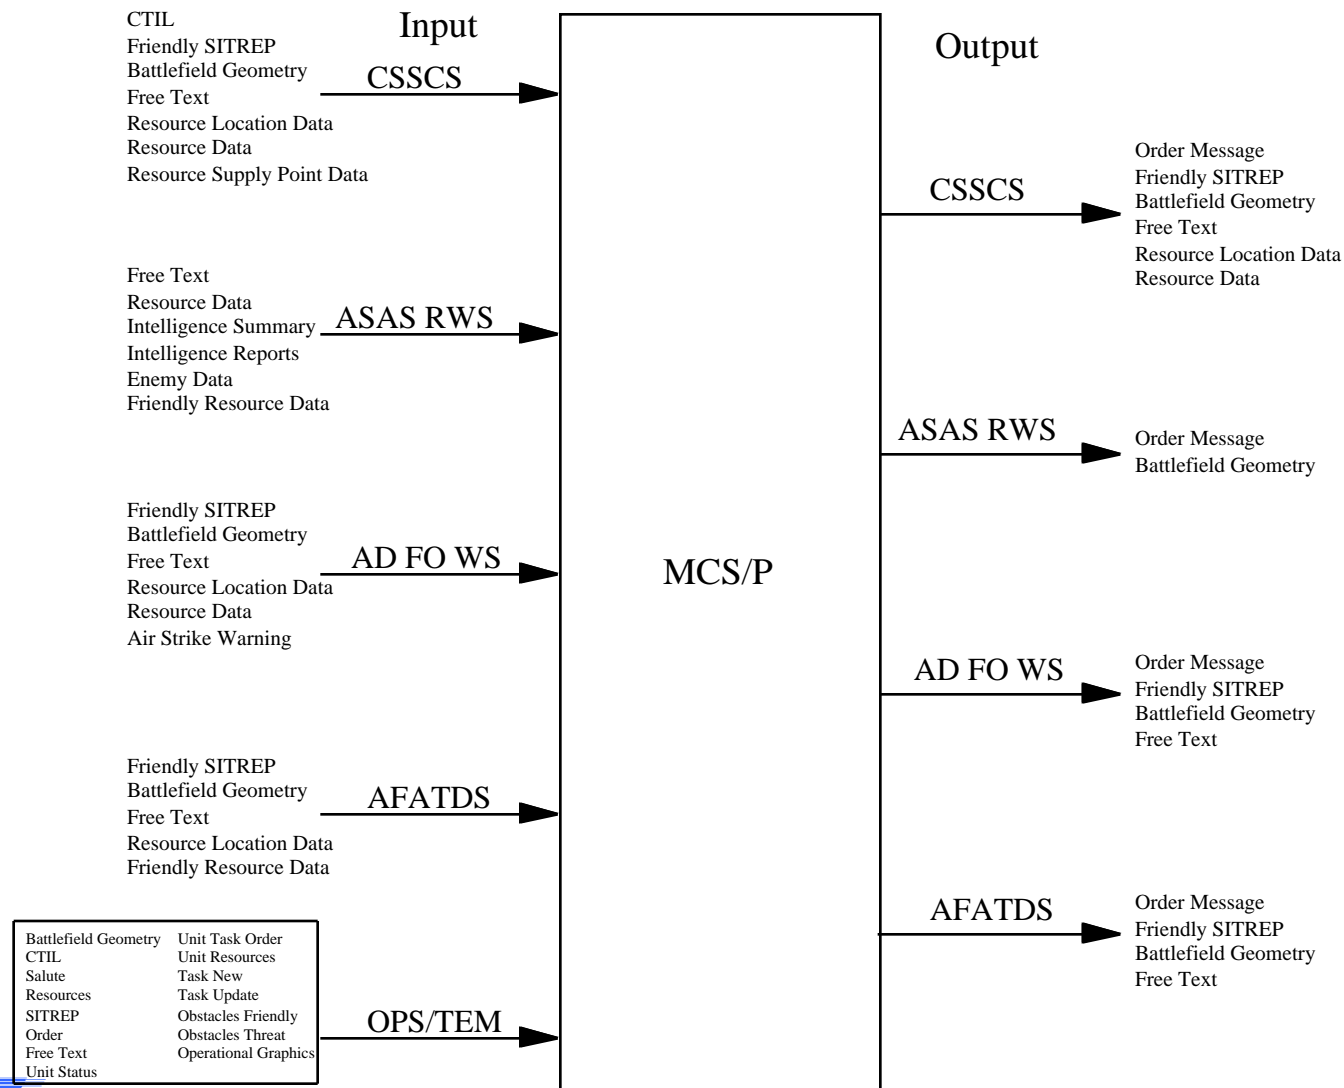 Input
Output
CTIL
Friendly SITREP
Battlefield Geometry
Free Text
Resource Location Data
Resource Data
Resource Supply Point Data
CSSCS
Free Text
Resource Data
Intelligence Summary
Intelligence Reports
Enemy Data
Friendly Resource Data
ASAS RWS
Friendly SITREP
Battlefield Geometry
Free Text
Resource Location Data
Resource Data
Air Strike Warning
AD FO WS
Friendly SITREP
Battlefield Geometry
Free Text
Resource Location Data
Friendly Resource Data
AFATDS
Battlefield Geometry
CTIL
Salute
Resources
SITREP
Order
Free Text
Unit Status
Unit Task Order
Unit Resources
Task New
Task Update
Obstacles Friendly
Obstacles Threat
Operational Graphics
OPS/TEM
MCS/P
CSSCS
Order Message
Friendly SITREP
Battlefield Geometry
Free Text
Resource Location Data
Resource Data
ASAS RWS
Order Message
Battlefield Geometry
AD FO WS
Order Message
Friendly SITREP
Battlefield Geometry
Free Text
AFATDS
Order Message
Friendly SITREP
Battlefield Geometry
Free Text